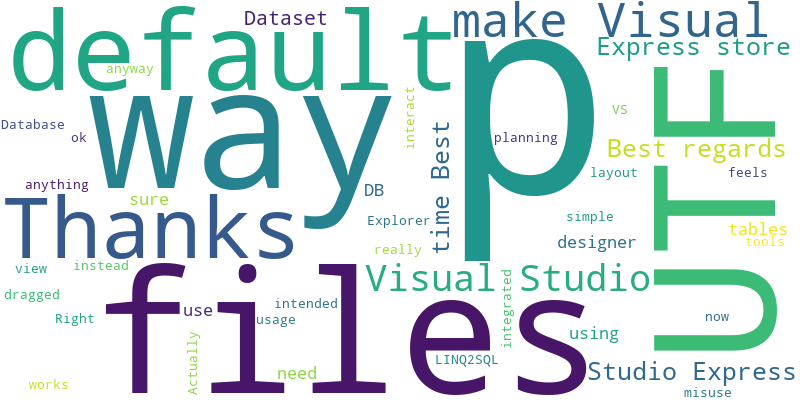 Dataset
make Visual
default
Express store
anyway
way
p
UTF
interact
VS
Database
ok
time Best
planning
Best regards
anything
DB
layout
feels
Thanks
sure
Explorer
simple
tables
really
designer
tools
view
instead
files
Visual Studio
dragged
Right
use
intended
usage
integrated
now
using
Actually
LINQ2SQL
need
Studio Express
works
misuse